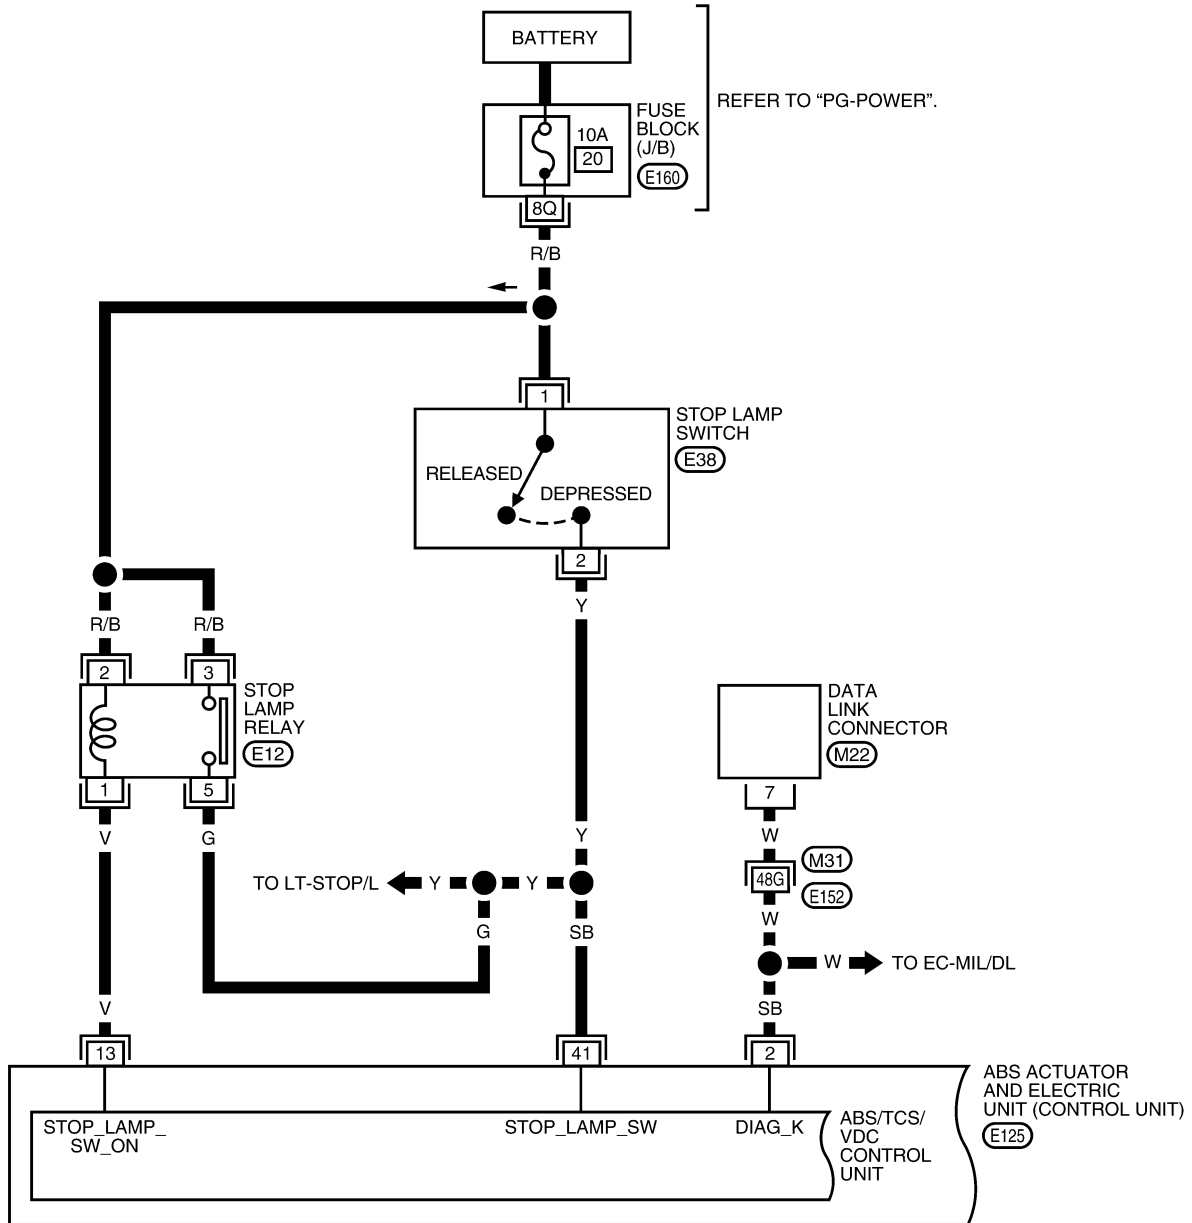 BATTERY
REFER TO “PG-POWER”.
FUSE
BLOCK
(J/B)
E160
10A
20
8Q
R/B
1
STOP LAMP
SWITCH
E38
RELEASED
DEPRESSED
2
Y
R/B
R/B
2
3
STOP
LAMP
RELAY
E12
1
5
V
G
DATA
LINK
CONNECTOR
M22
7
W
M31
48G
E152
W
Y
TO LT-STOP/L
Y
Y
G
SB
W
TO EC-MIL/DL
V
SB
13
41
2
ABS ACTUATOR
AND ELECTRIC
UNIT (CONTROL UNIT)
E125
STOP_LAMP_
SW_ON
STOP_LAMP_SW
DIAG_K
ABS/TCS/
VDC
CONTROL
UNIT